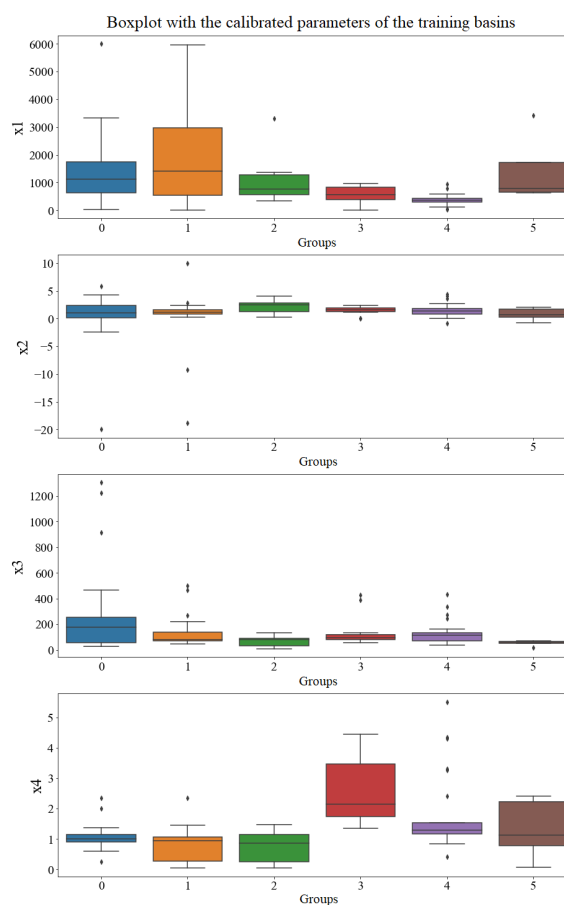 Boxplot with the calibrated parameters of the training basins
6000
5000
4000
3000
2000
1000
0
x1
0 1 2 3 4 5
Groups
10
5
0
−5
−10
−15
−20
x2
0 1 2 3 4 5
Groups
1200
1000
800
600
400
200
0
x3
0 1 2 3 4 5
Groups
5
4
3
2
1
0
x4
0 1 2 3 4 5
Groups